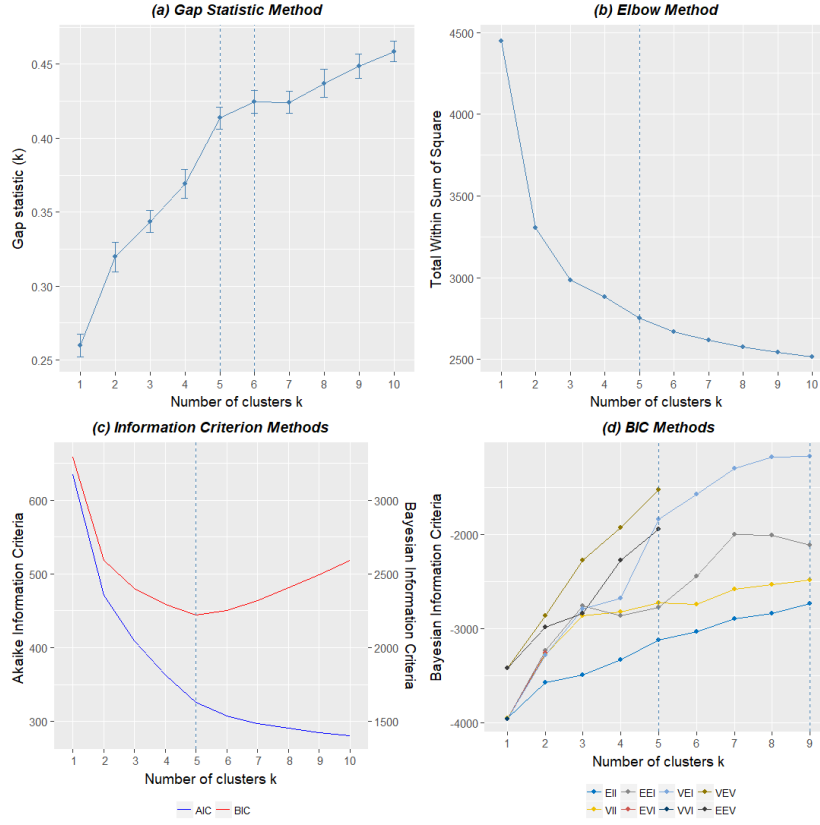 (a) Gap Statistic Method
Gap statistic (k)
0.45
0.40
0.35
0.30
0.25
1 2 3 4 5 6 7 8 9 10
Number of clusters k
(b) Elbow Method
Total Within Sum of Square
4500
4000
3500
3000
2500
1 2 3 4 5 6 7 8 9 10
Number of clusters k
(c) Information Criterion Methods
Akaike Information Criteria
600
500
400
300
3000
2500
2000
1500
Bayesian Information Criteria
1 2 3 4 5 6 7 8 9 10
Number of clusters k
AIC BIC
(d) BIC Methods
Bayesian Information Criteria
-2000
-3000
-4000
1 2 3 4 5 6 7 8 9
Number of clusters k
EII EEI VEI VEV
VII EVI VVI EEV